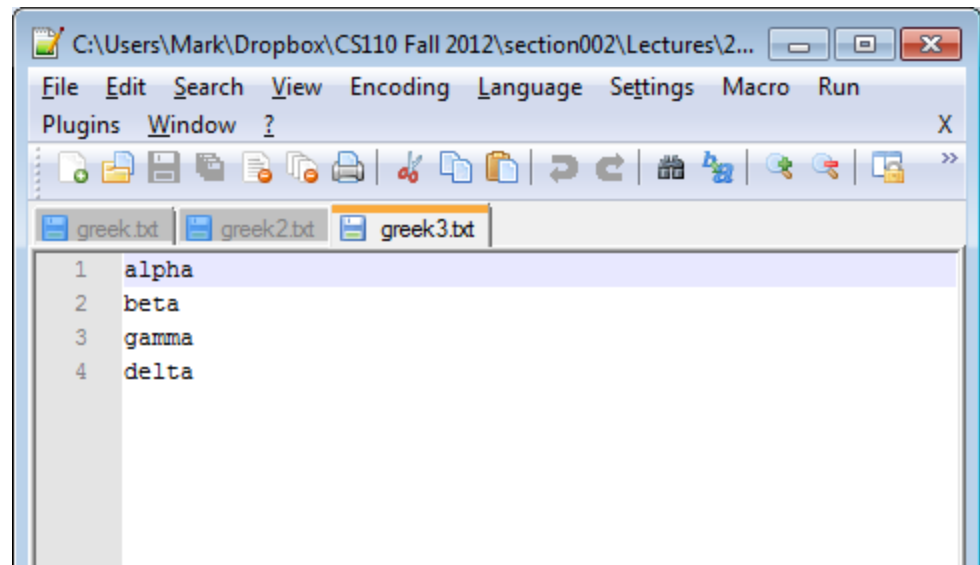 C:\Users\Mark\Dropbox\CS110 Fall 2012\section002\Lectures\2...
File Edit Search View Encoding Language Settings Macro Run
Plugins Window ? X
greek.txt greek2.txt greek3.txt
1 alpha
2 beta
3 gamma
4 delta